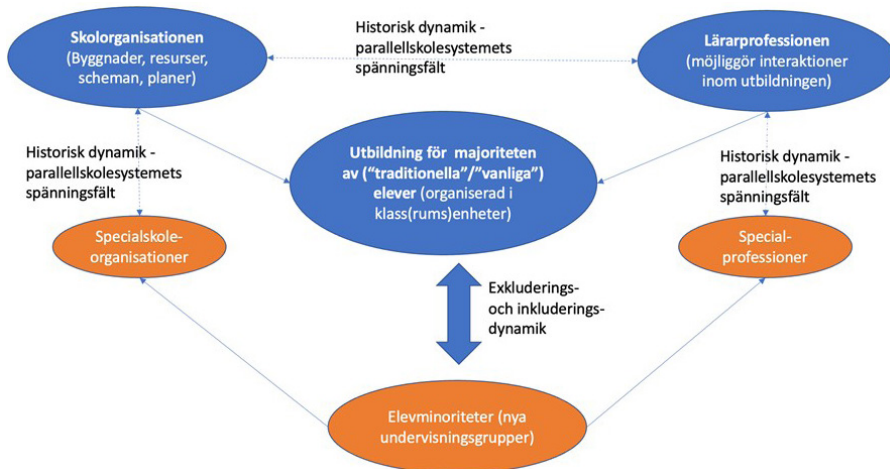 Skolorganisationen
(Byggnader, resurser,
scheman, planer)
Historisk dynamik -
parallellskolesystemets
spänningsfält
Lärarprofessionen
(möjliggör interaktioner
inom utbildningen)
Historisk dynamik -
parallellskolesystemets
spänningsfält
Utbildning för majoriteten
av (“traditionella”/”vanliga”)
elever (organiserad i
klass(rums)enheter)
Historisk dynamik -
parallellskolesystemets
spänningsfält
Specialskole-
organisationer
Special-
professioner
Exkluderings-
och inkluderings-
dynamik
Elevminoriteter (nya
undervisningsgrupper)